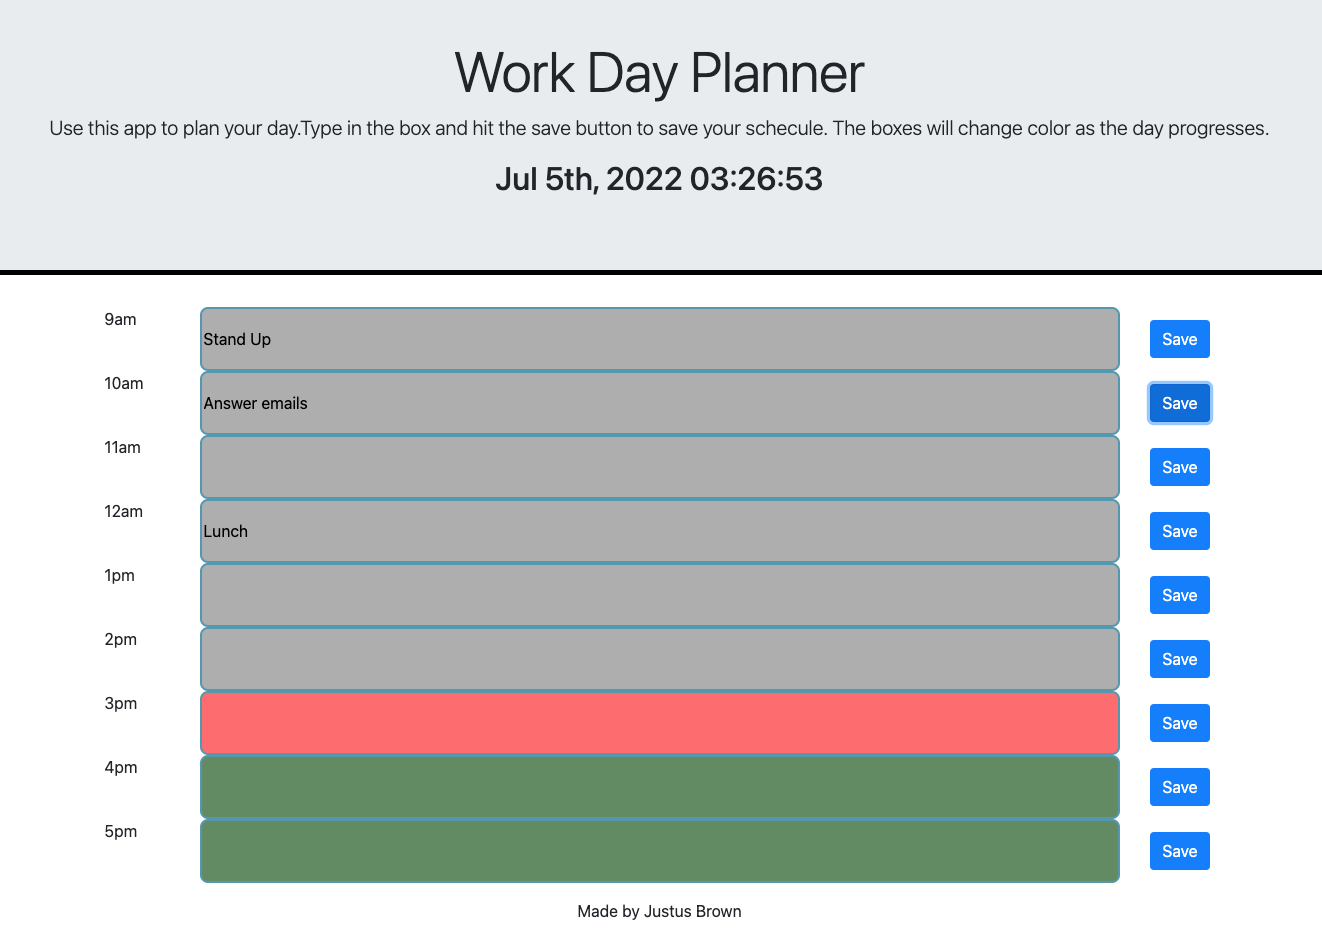 Work Day Planner
Use this app to plan your day.Type in the box and hit the save button to save your schecule. The boxes will change color as the day progresses.
Jul 5th, 2022 03:26:53
9am
Stand Up
Save
10am
Answer emails
Save
11am
Save
12am
Lunch
Save
1pm
Save
2pm
Save
3pm
Save
4pm
Save
5pm
Save
Made by Justus Brown